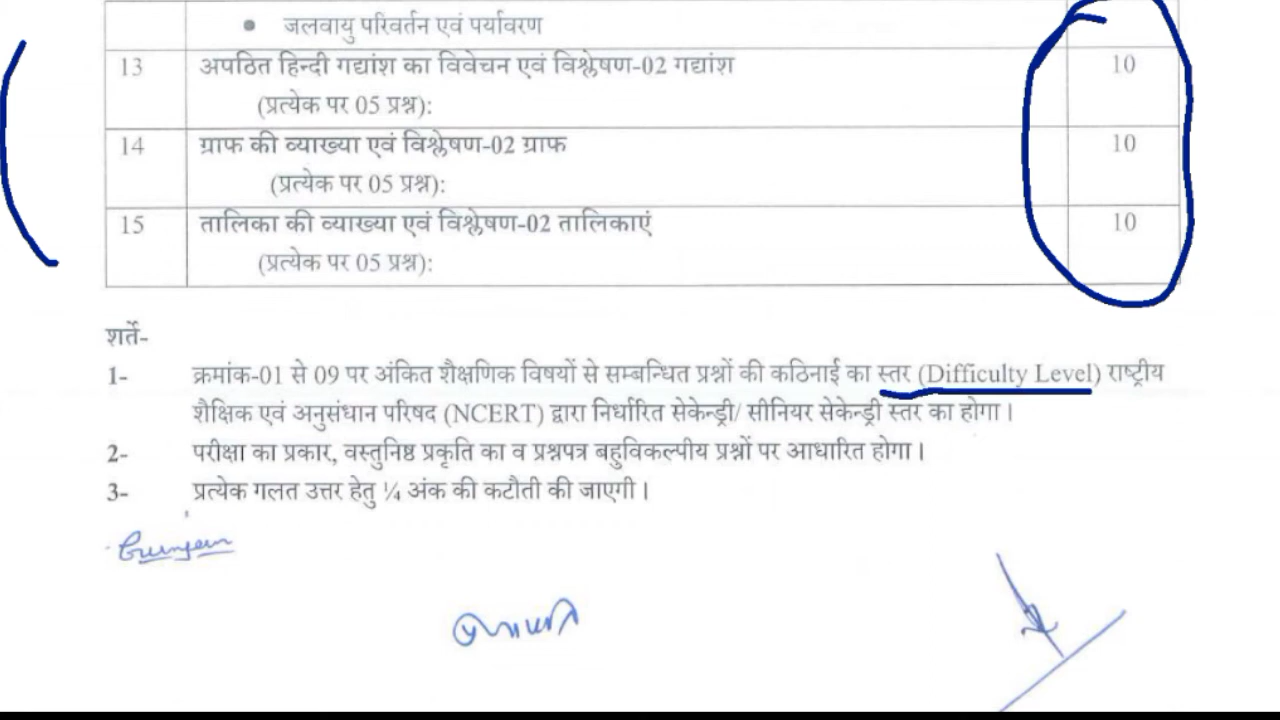 • जलवायु परिवर्तन एवं पर्यावरण
13 अपठित हिन्दी गद्यांश का विवेचन एवं विश्लेषण-02 गद्यांश 10
(प्रत्येक पर 05 प्रश्न):
14 ग्राफ की व्याख्या एवं विश्लेषण-02 ग्राफ 10
(प्रत्येक पर 05 प्रश्न):
15 तालिका की व्याख्या एवं विश्लेषण-02 तालिकाएं 10
(प्रत्येक पर 05 प्रश्न):
शर्ते-
1- क्रमांक-01 से 09 पर अंकित शैक्षणिक विषयों से सम्बन्धित प्रश्नों की कठिनाई का स्तर (Difficulty Level) राष्ट्रीय
शैक्षिक एवं अनुसंधान परिषद (NCERT) द्वारा निर्धारित सेकेन्ड्री/ सीनियर सेकेन्ड्री स्तर का होगा।
2- परीक्षा का प्रकार, वस्तुनिष्ठ प्रकृति का व प्रश्नपत्र बहुविकल्पीय प्रश्नों पर आधारित होगा।
3- प्रत्येक गलत उत्तर हेतु ¼ अंक की कटौती की जाएगी।